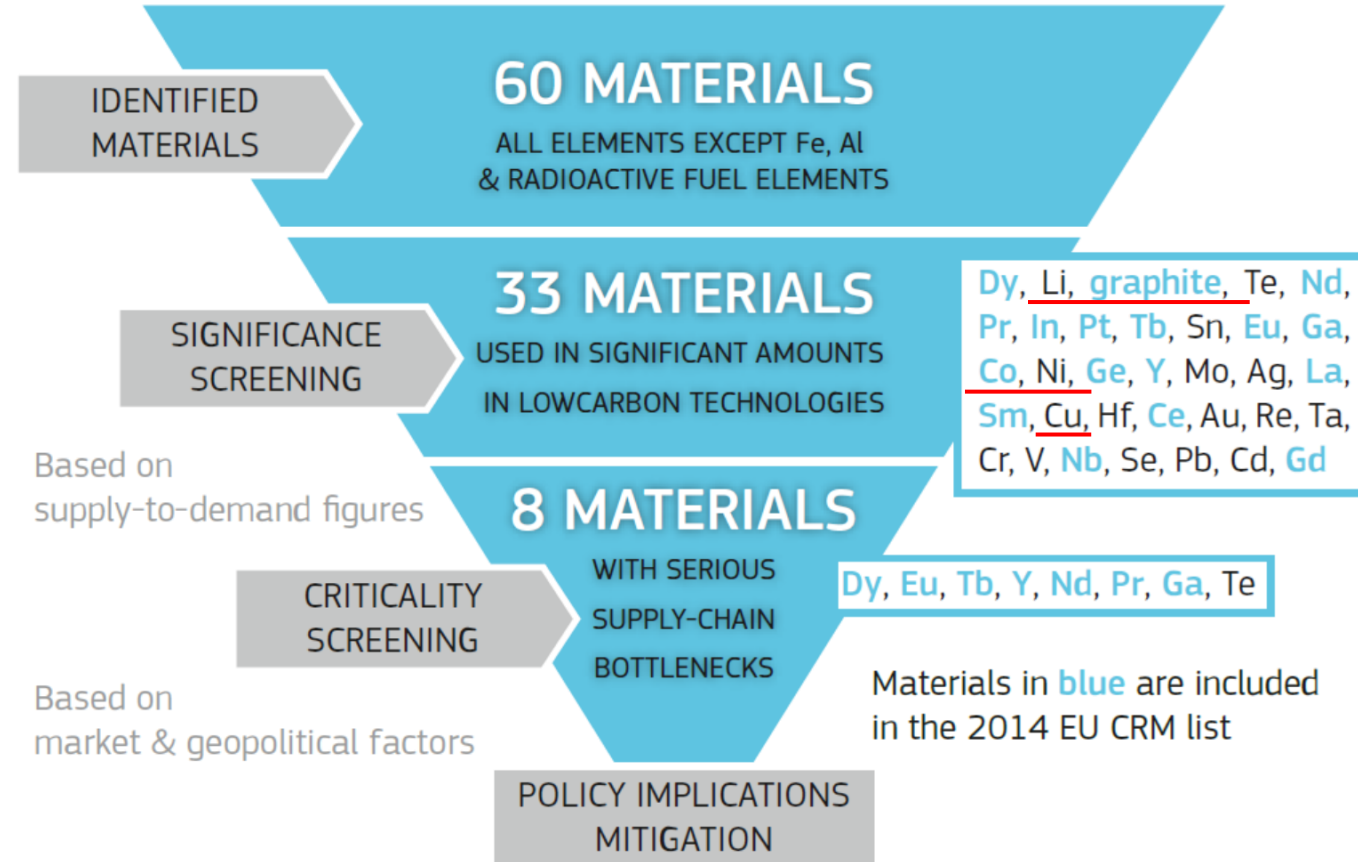 IDENTIFIED
MATERIALS
60 MATERIALS
ALL ELEMENTS EXCEPT Fe, Al
& RADIOACTIVE FUEL ELEMENTS
SIGNIFICANCE
SCREENING
33 MATERIALS
USED IN SIGNIFICANT AMOUNTS
IN LOWCARBON TECHNOLOGIES
Dy, Li, graphite, Te, Nd,
Pr, In, Pt, Tb, Sn, Eu, Ga,
Co, Ni, Ge, Y, Mo, Ag, La,
Sm, Cu, Hf, Ce, Au, Re, Ta,
Cr, V, Nb, Se, Pb, Cd, Gd
Based on
supply-to-demand figures
CRITICALITY
SCREENING
8 MATERIALS
WITH SERIOUS
SUPPLY-CHAIN
BOTTLENECKS
Dy, Eu, Tb, Y, Nd, Pr, Ga, Te
Based on
market & geopolitical factors
Materials in blue are included
in the 2014 EU CRM list
POLICY IMPLICATIONS
MITIGATION